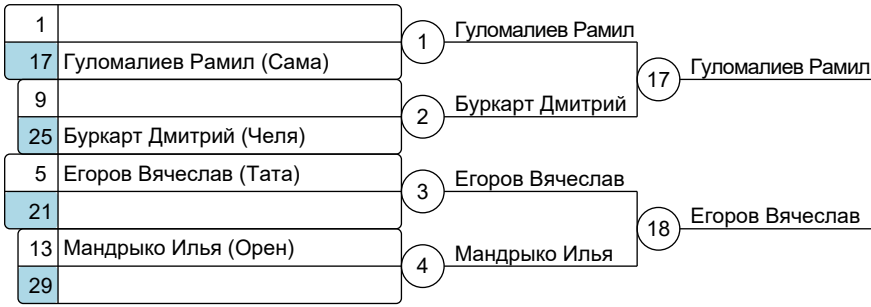 1
1 Гуломалиев Рамил
17 Гуломалиев Рамил (Сама)
17 Гуломалиев Рамил
9
2 Буркарт Дмитрий
25 Буркарт Дмитрий (Челя)
5 Егоров Вячеслав (Тата)
3 Егоров Вячеслав
21
18 Егоров Вячеслав
13 Мандрыко Илья (Орен)
4 Мандрыко Илья
29